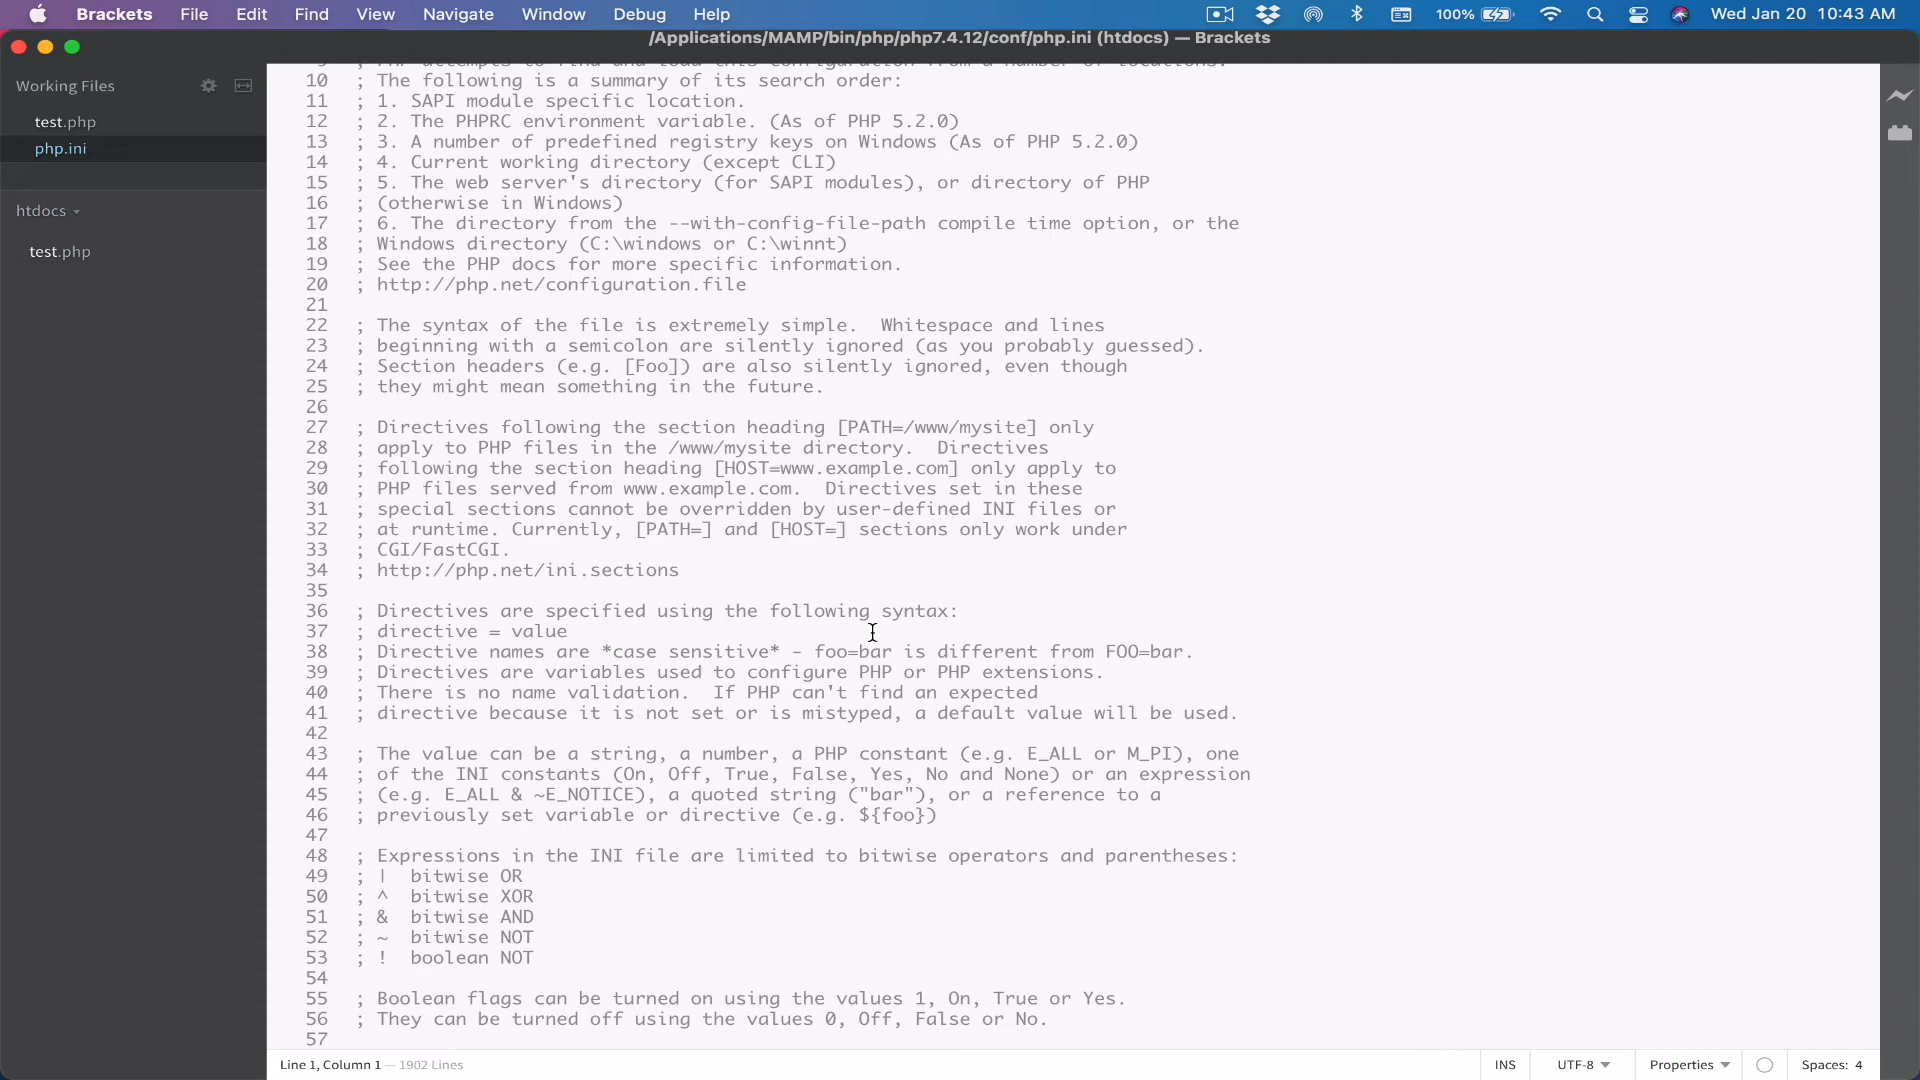 Brackets File Edit Find View Navigate Window Debug Help 100% Wed Jan 20 10:43 AM
/Applications/MAMP/bin/php/php7.4.12/conf/php.ini (htdocs) — Brackets
Working Files
test.php
php.ini
htdocs
test.php
9 ; PHP attempts to find and load this configuration from a number of locations.
10 ; The following is a summary of its search order:
11 ; 1. SAPI module specific location.
12 ; 2. The PHPRC environment variable. (As of PHP 5.2.0)
13 ; 3. A number of predefined registry keys on Windows (As of PHP 5.2.0)
14 ; 4. Current working directory (except CLI)
15 ; 5. The web server's directory (for SAPI modules), or directory of PHP
16 ; (otherwise in Windows)
17 ; 6. The directory from the --with-config-file-path compile time option, or the
18 ; Windows directory (C:\windows or C:\winnt)
19 ; See the PHP docs for more specific information.
20 ; http://php.net/configuration.file
21
22 ; The syntax of the file is extremely simple.  Whitespace and lines
23 ; beginning with a semicolon are silently ignored (as you probably guessed).
24 ; Section headers (e.g. [Foo]) are also silently ignored, even though
25 ; they might mean something in the future.
26
27 ; Directives following the section heading [PATH=/www/mysite] only
28 ; apply to PHP files in the /www/mysite directory.  Directives
29 ; following the section heading [HOST=www.example.com] only apply to
30 ; PHP files served from www.example.com.  Directives set in these
31 ; special sections cannot be overridden by user-defined INI files or
32 ; at runtime. Currently, [PATH=] and [HOST=] sections only work under
33 ; CGI/FastCGI.
34 ; http://php.net/ini.sections
35
36 ; Directives are specified using the following syntax:
37 ; directive = value
38 ; Directive names are *case sensitive* - foo=bar is different from FOO=bar.
39 ; Directives are variables used to configure PHP or PHP extensions.
40 ; There is no name validation.  If PHP can't find an expected
41 ; directive because it is not set or is mistyped, a default value will be used.
42
43 ; The value can be a string, a number, a PHP constant (e.g. E_ALL or M_PI), one
44 ; of the INI constants (On, Off, True, False, Yes, No and None) or an expression
45 ; (e.g. E_ALL & ~E_NOTICE), a quoted string ("bar"), or a reference to a
46 ; previously set variable or directive (e.g. ${foo})
47
48 ; Expressions in the INI file are limited to bitwise operators and parentheses:
49 ; |  bitwise OR
50 ; ^  bitwise XOR
51 ; &  bitwise AND
52 ; ~  bitwise NOT
53 ; !  boolean NOT
54
55 ; Boolean flags can be turned on using the values 1, On, True or Yes.
56 ; They can be turned off using the values 0, Off, False or No.
57
Line 1, Column 1 — 1902 Lines INS UTF-8 Properties Spaces: 4